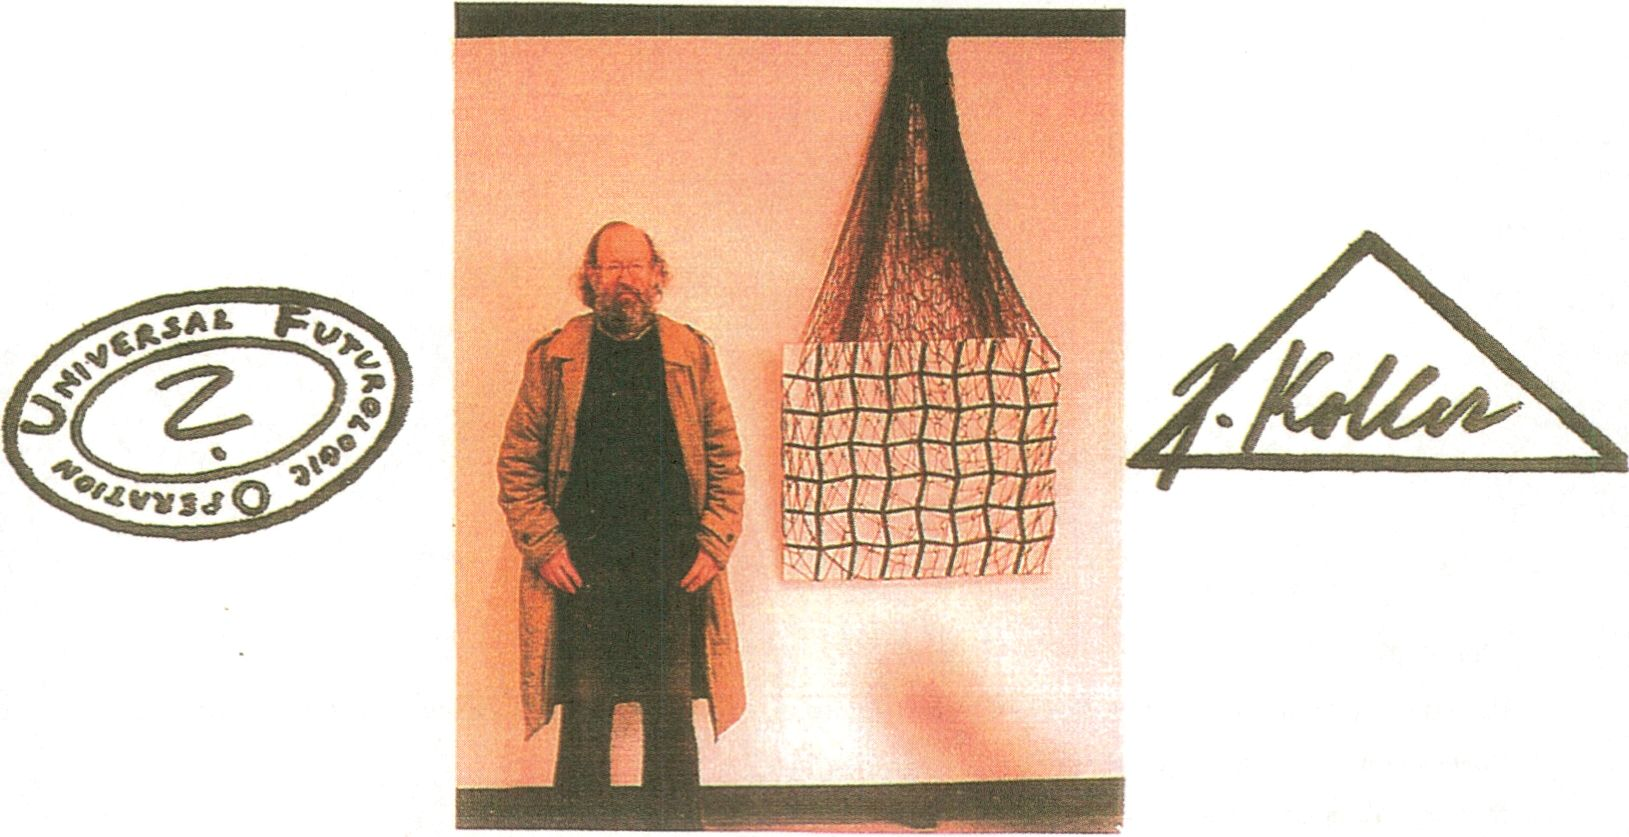 UNIVERSAL FUTUROLOGIC OPERATION
?
J. Koller